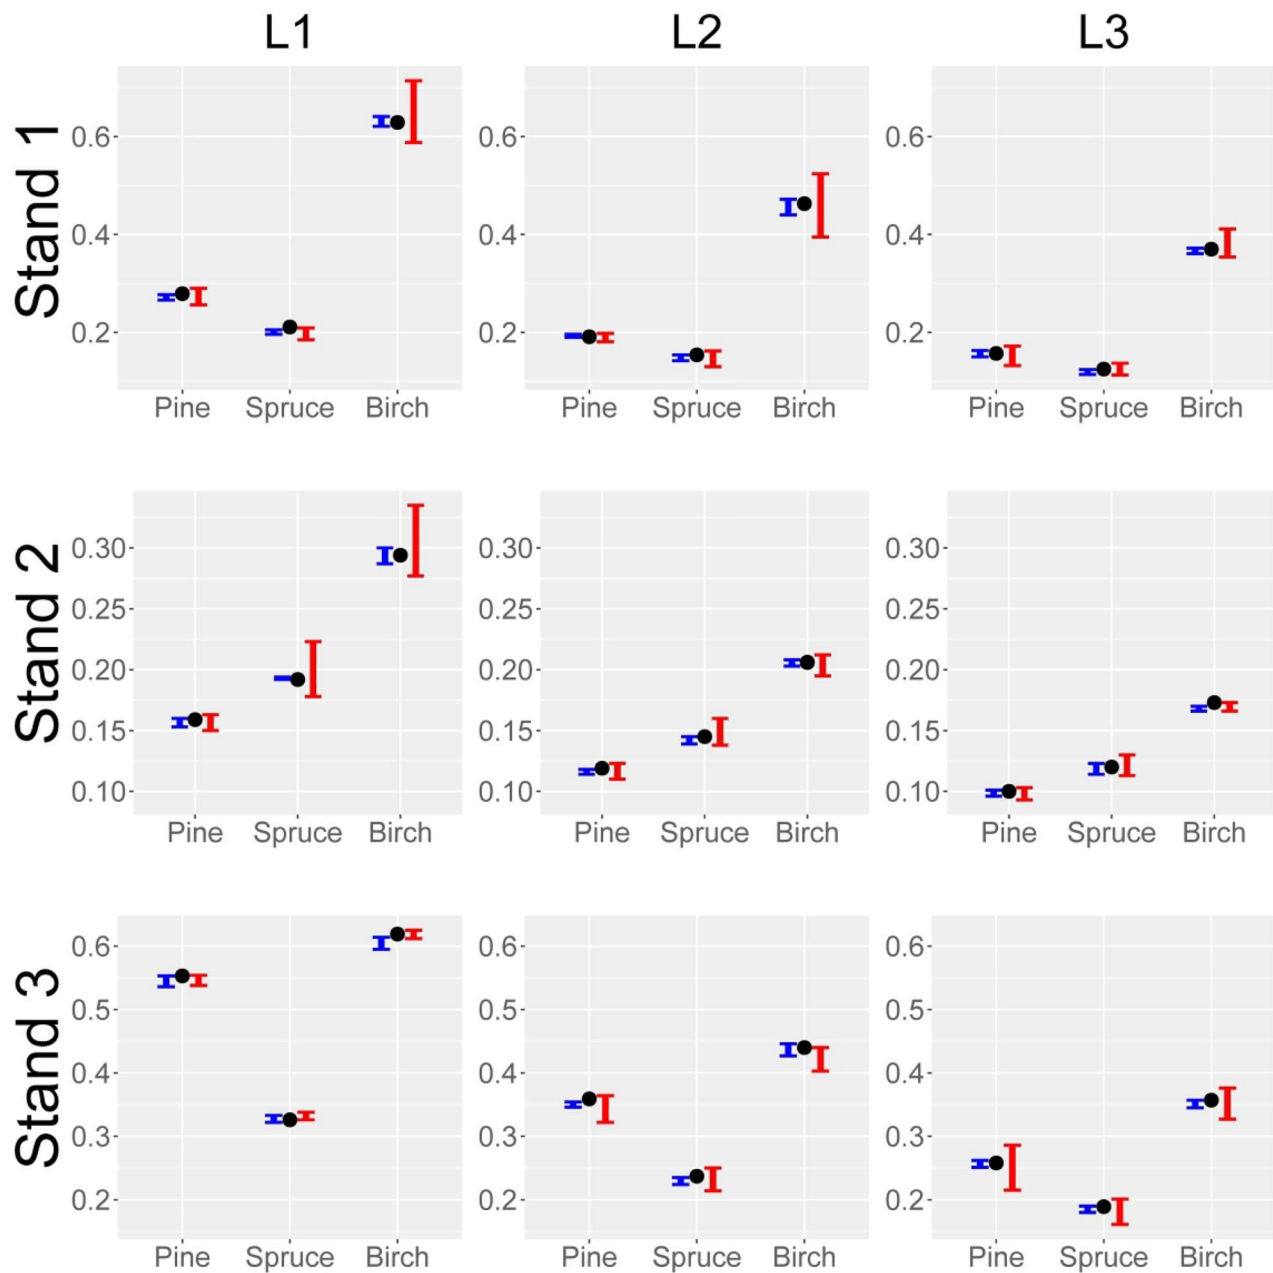 L1 L2 L3
Stand 1
0.6 0.6 0.6
0.4 0.4 0.4
0.2 0.2 0.2
Pine Spruce Birch Pine Spruce Birch Pine Spruce Birch
Stand 2
0.30 0.30 0.30
0.25 0.25 0.25
0.20 0.20 0.20
0.15 0.15 0.15
0.10 0.10 0.10
Pine Spruce Birch Pine Spruce Birch Pine Spruce Birch
Stand 3
0.6 0.6 0.6
0.5 0.5 0.5
0.4 0.4 0.4
0.3 0.3 0.3
0.2 0.2 0.2
Pine Spruce Birch Pine Spruce Birch Pine Spruce Birch